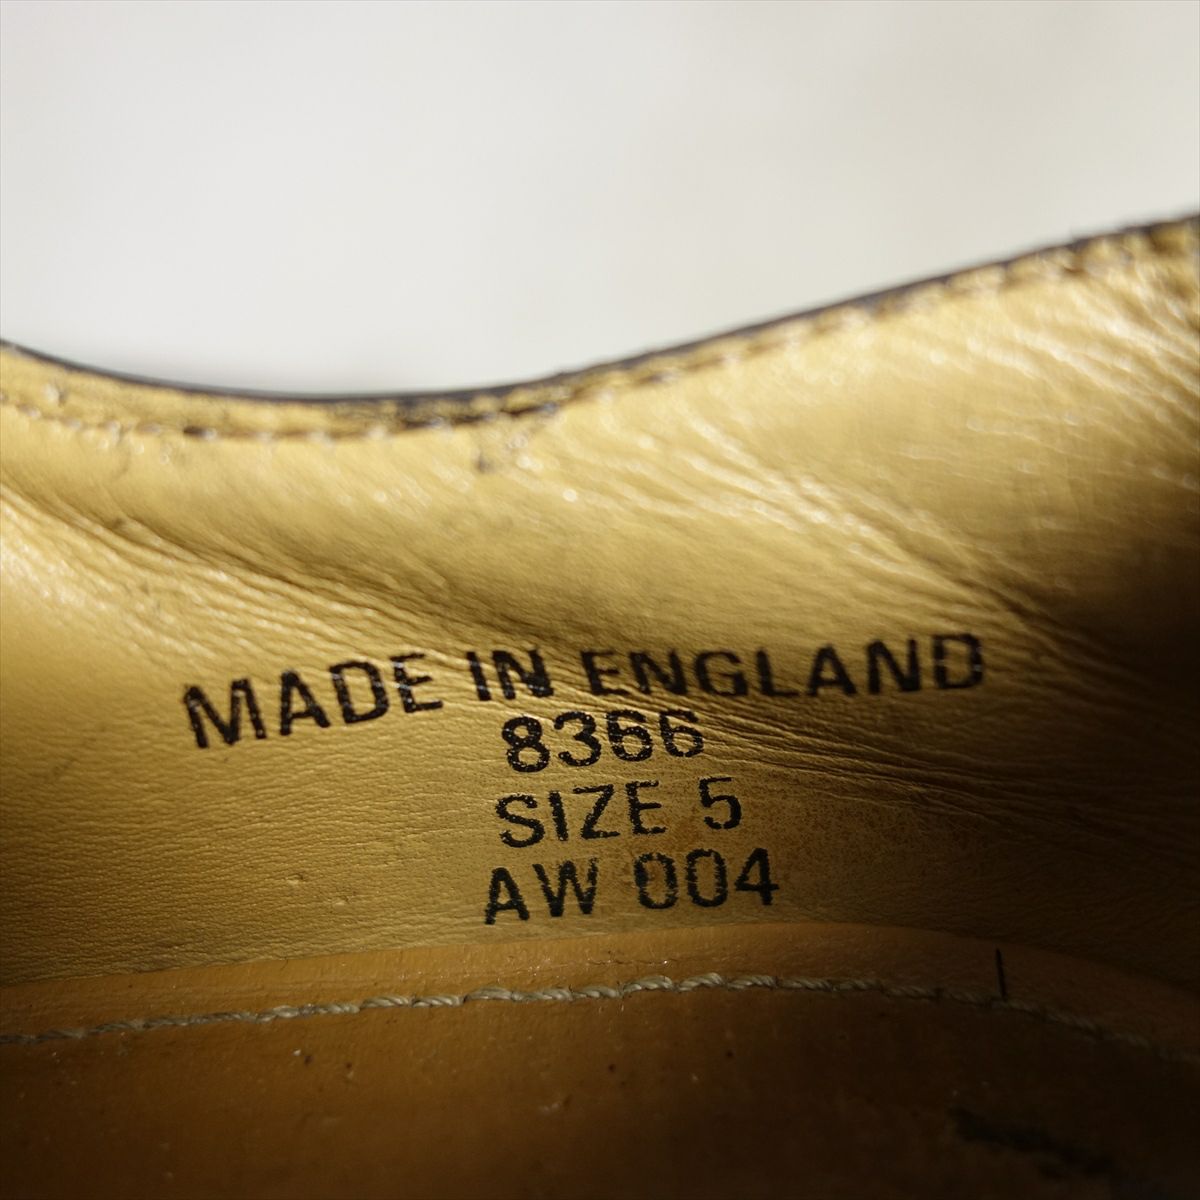 MADE IN ENGLAND
8366
SIZE 5
AW 004